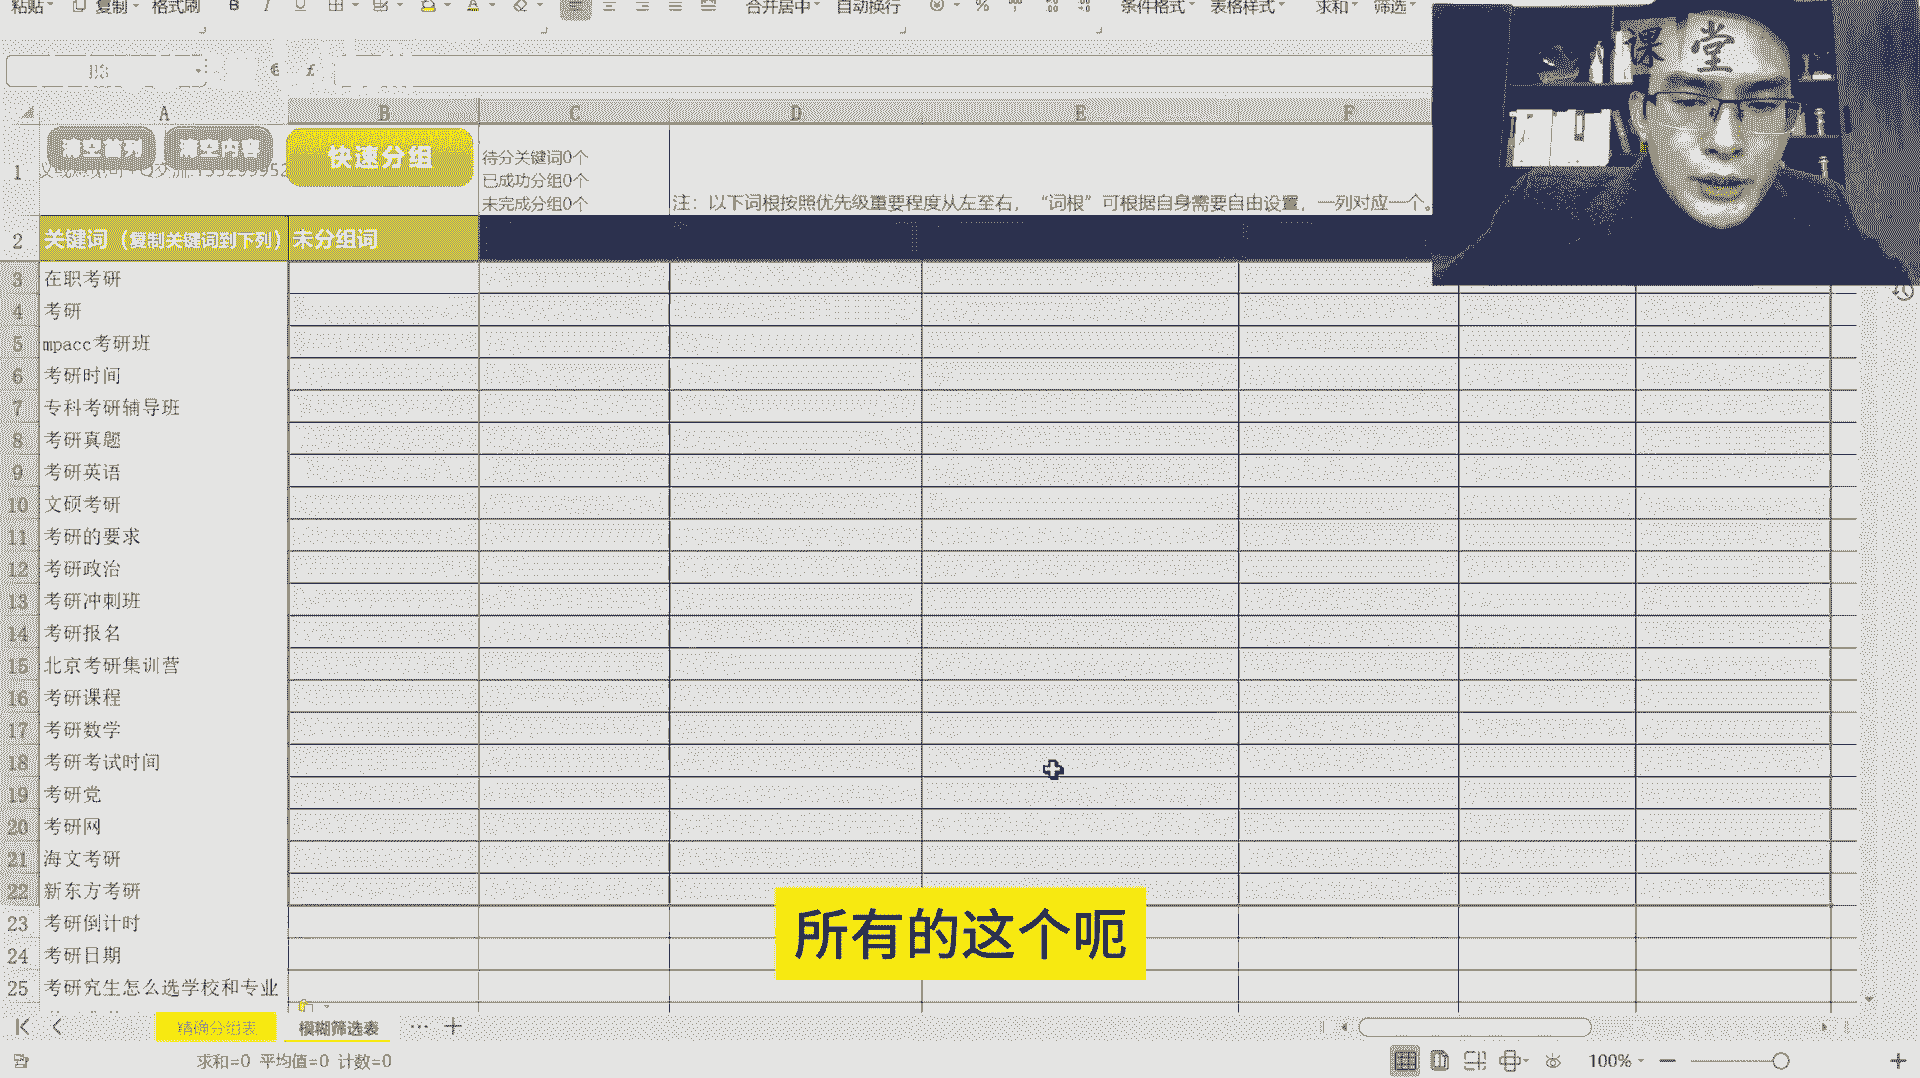 粘贴 复制 格式刷 B I U 合并居中 自动换行 % 条件格式 表格样式 求和 筛选
B3
A B C D E F
课堂
1 清空首列 清空内容 快速分组
待分关键词0个
已成功分组0个
未完成分组0个
注：以下词根按照优先级重要程度从左至右，“词根”可根据自身需要自由设置，一列对应一个。
2 关键词（复制关键词到下列） 未分组词
3 在职考研
4 考研
5 mpacc考研班
6 考研时间
7 专科考研辅导班
8 考研真题
9 考研英语
10 文硕考研
11 考研的要求
12 考研政治
13 考研冲刺班
14 考研报名
15 北京考研集训营
16 考研课程
17 考研数学
18 考研考试时间
19 考研党
20 考研网
21 海文考研
22 新东方考研
23 考研倒计时
24 考研日期
25 考研究生怎么选学校和专业
所有的这个呃
精确分组表 模糊筛选表 ··· +
求和=0 平均值=0 计数=0 100%